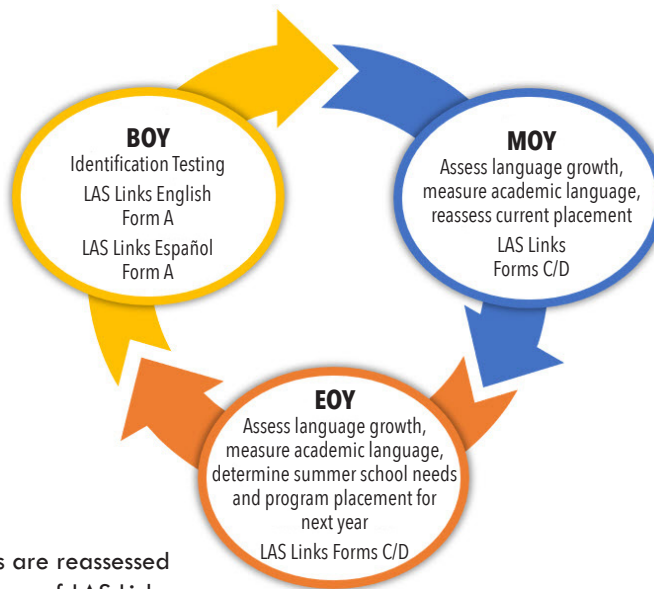 BOY
Identification Testing
LAS Links English
Form A
LAS Links Español
Form A
MOY
Assess language growth,
measure academic language,
reassess current placement
LAS Links
Forms C/D
EOY
Assess language growth,
measure academic language,
determine summer school needs
and program placement for
next year
LAS Links Forms C/D
are reassessed